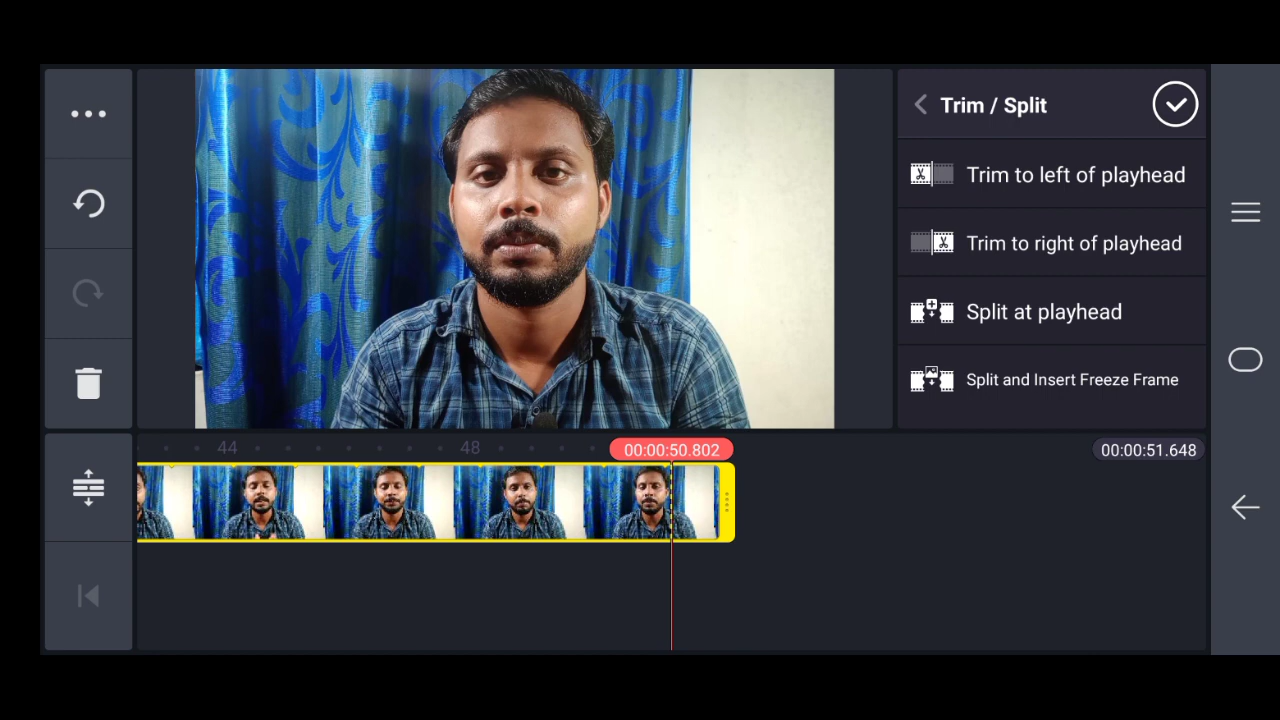 Trim / Split
Trim to left of playhead
Trim to right of playhead
Split at playhead
Split and Insert Freeze Frame
44
48
00:00:50.802
00:00:51.648